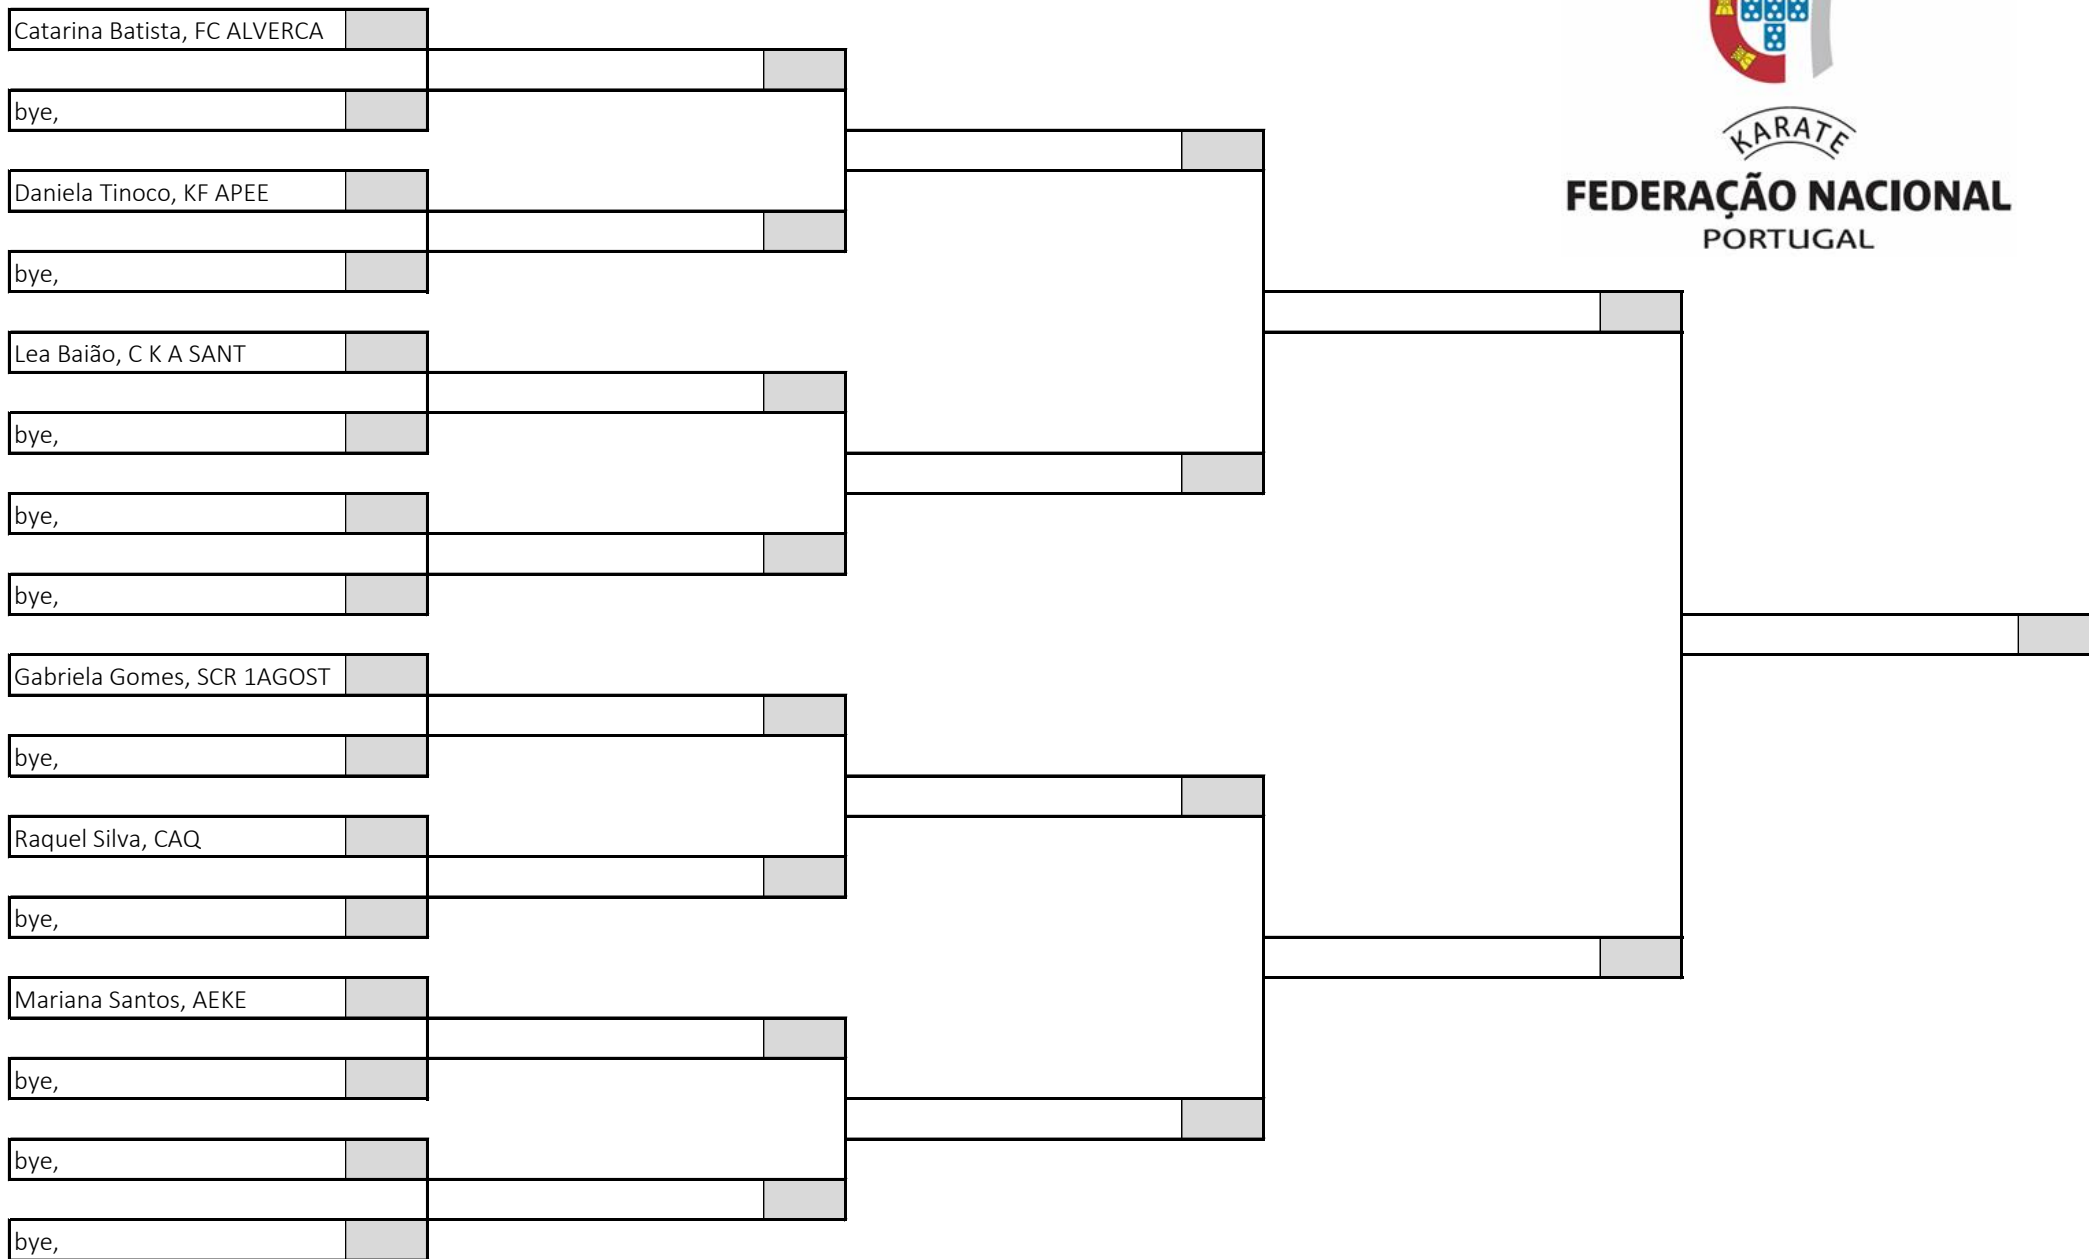 Catarina Batista, FC ALVERCA
bye,
Daniela Tinoco, KF APEE
bye,
Lea Baião, C K A SANT
bye,
bye,
bye,
Gabriela Gomes, SCR 1AGOST
bye,
Raquel Silva, CAQ
bye,
Mariana Santos, AEKE
bye,
bye,
bye,
KARATE
FEDERAÇÃO NACIONAL
PORTUGAL